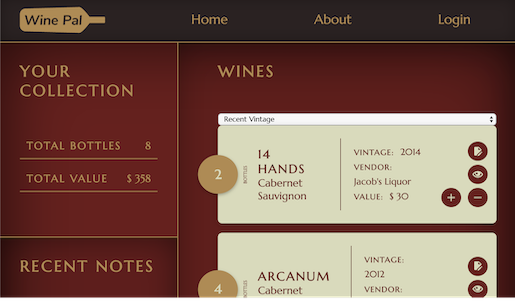 Wine Pal
Home
About
Login
YOUR
COLLECTION
TOTAL BOTTLES 8
TOTAL VALUE $ 358
RECENT NOTES
WINES
Recent Vintage
2
BOTTLES
14
HANDS
Cabernet
Sauvignon
VINTAGE: 2014
VENDOR:
Jacob's Liquor
VALUE: $ 30
4
ARCANUM
Cabernet
VINTAGE:
2012
VENDOR: